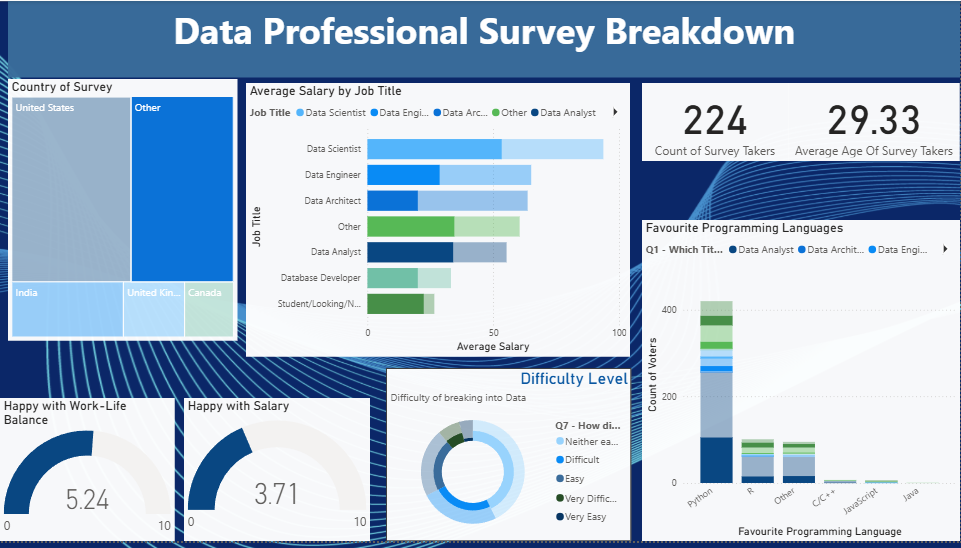 Data Professional Survey Breakdown
Country of Survey
United States
Other
India
United Kin...
Canada
Average Salary by Job Title
Job Title Data Scientist Data Engi... Data Arc... Other Data Analyst
Job Title
Data Scientist
Data Engineer
Data Architect
Other
Data Analyst
Database Developer
Student/Looking/N...
0 50 100
Average Salary
224
Count of Survey Takers
29.33
Average Age Of Survey Takers
Favourite Programming Languages
Q1 - Which Tit... Data Analyst Data Archit... Data Engi...
Count of Voters
400
200
0
Python
R
Other
C/C++
JavaScript
Java
Favourite Programming Language
Happy with Work-Life
Balance
5.24
0 10
Happy with Salary
3.71
0 10
Difficulty Level
Difficulty of breaking into Data
Q7 - How di...
Neither ea...
Difficult
Easy
Very Diffic...
Very Easy